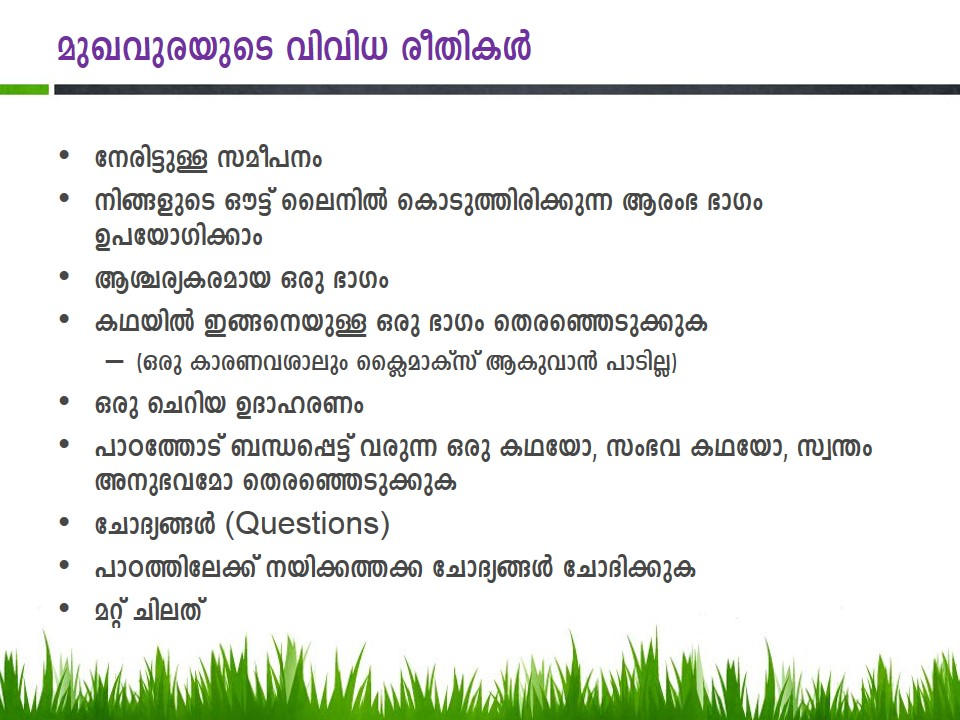 മുഖവുരയുടെ വിവിധ രീതികൾ
• നേരിട്ടുള്ള സമീപനം
• നിങ്ങളുടെ ഔട്ട് ലൈനിൽ കൊടുത്തിരിക്കുന്ന ആരംഭ ഭാഗം
ഉപയോഗിക്കാം
• ആശ്ചര്യകരമായ ഒരു ഭാഗം
• കഥയിൽ ഇങ്ങനെയുള്ള ഒരു ഭാഗം തെരഞ്ഞെടുക്കുക
– (ഒരു കാരണവശാലും ക്ലൈമാക്സ് ആകുവാൻ പാടില്ല)
• ഒരു ചെറിയ ഉദാഹരണം
• പാഠത്തോട് ബന്ധപ്പെട്ട് വരുന്ന ഒരു കഥയോ, സംഭവ കഥയോ, സ്വന്തം
അനുഭവമോ തെരഞ്ഞെടുക്കുക
• ചോദ്യങ്ങൾ (Questions)
• പാഠത്തിലേക്ക് നയിക്കത്തക്ക ചോദ്യങ്ങൾ ചോദിക്കുക
• മറ്റ് ചിലത്